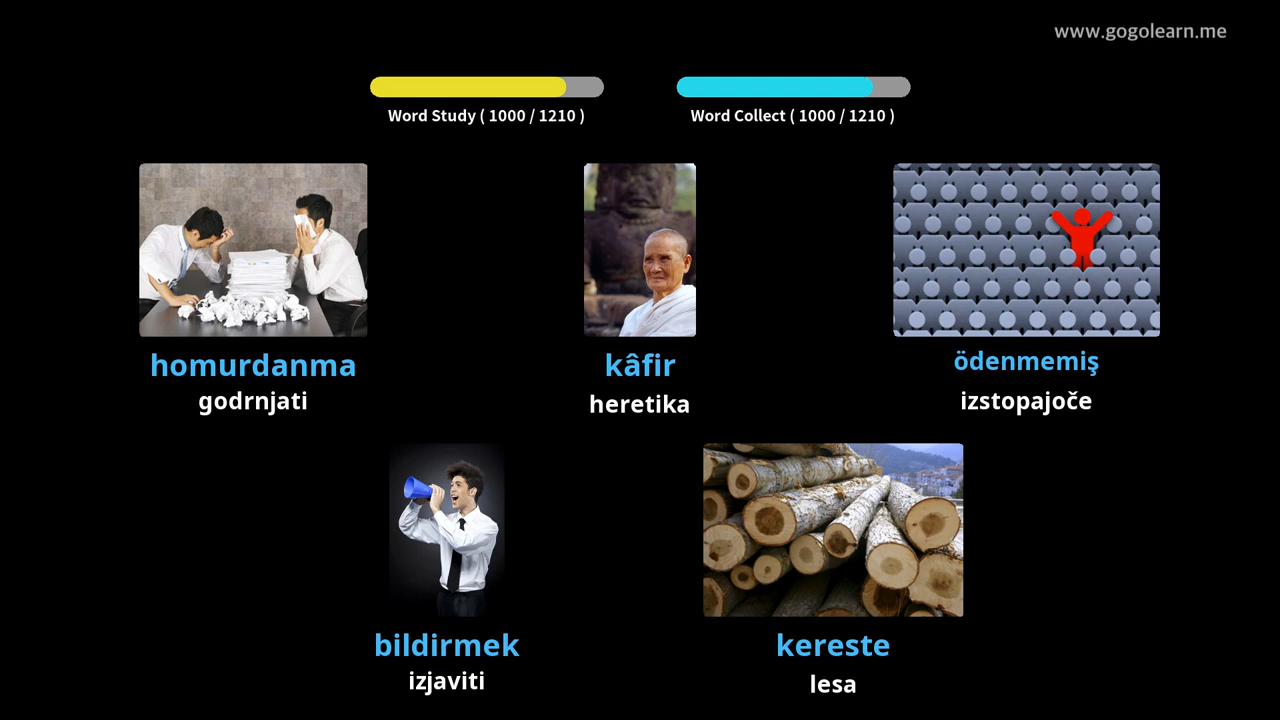 www.gogolearn.me
Word Study ( 1000 / 1210 )
Word Collect ( 1000 / 1210 )
homurdanma
godrnjati
kâfir
heretika
ödenmemiş
izstopajoče
bildirmek
izjaviti
kereste
lesa